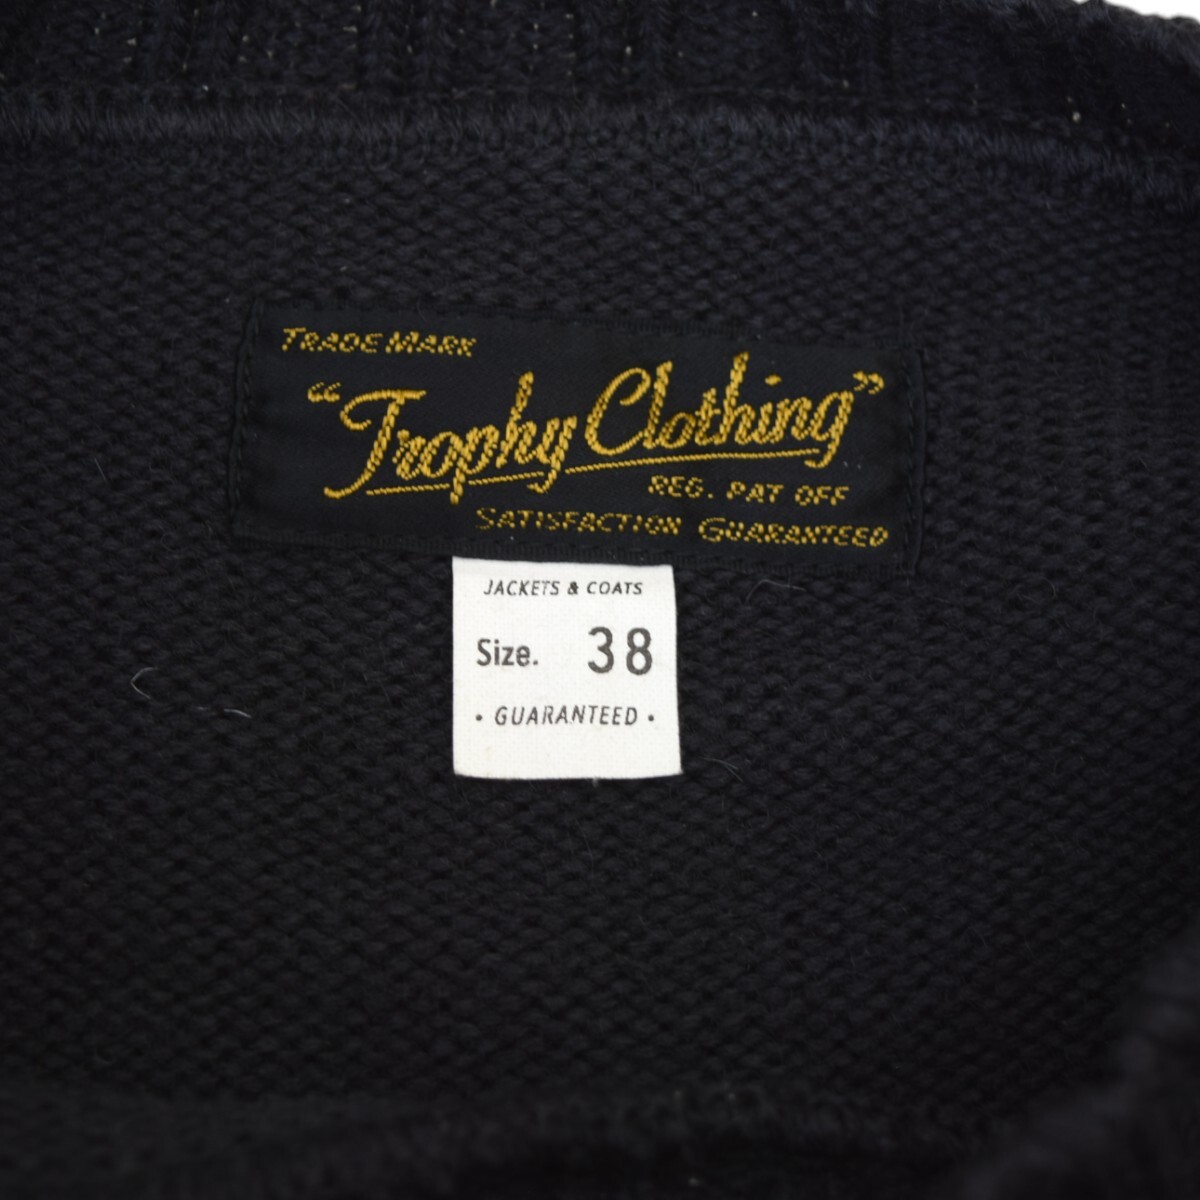 TRADE MARK
"Trophy Clothing"
REG. PAT OFF
SATISFACTION GUARANTEED
JACKETS & COATS
Size. 38
· GUARANTEED ·